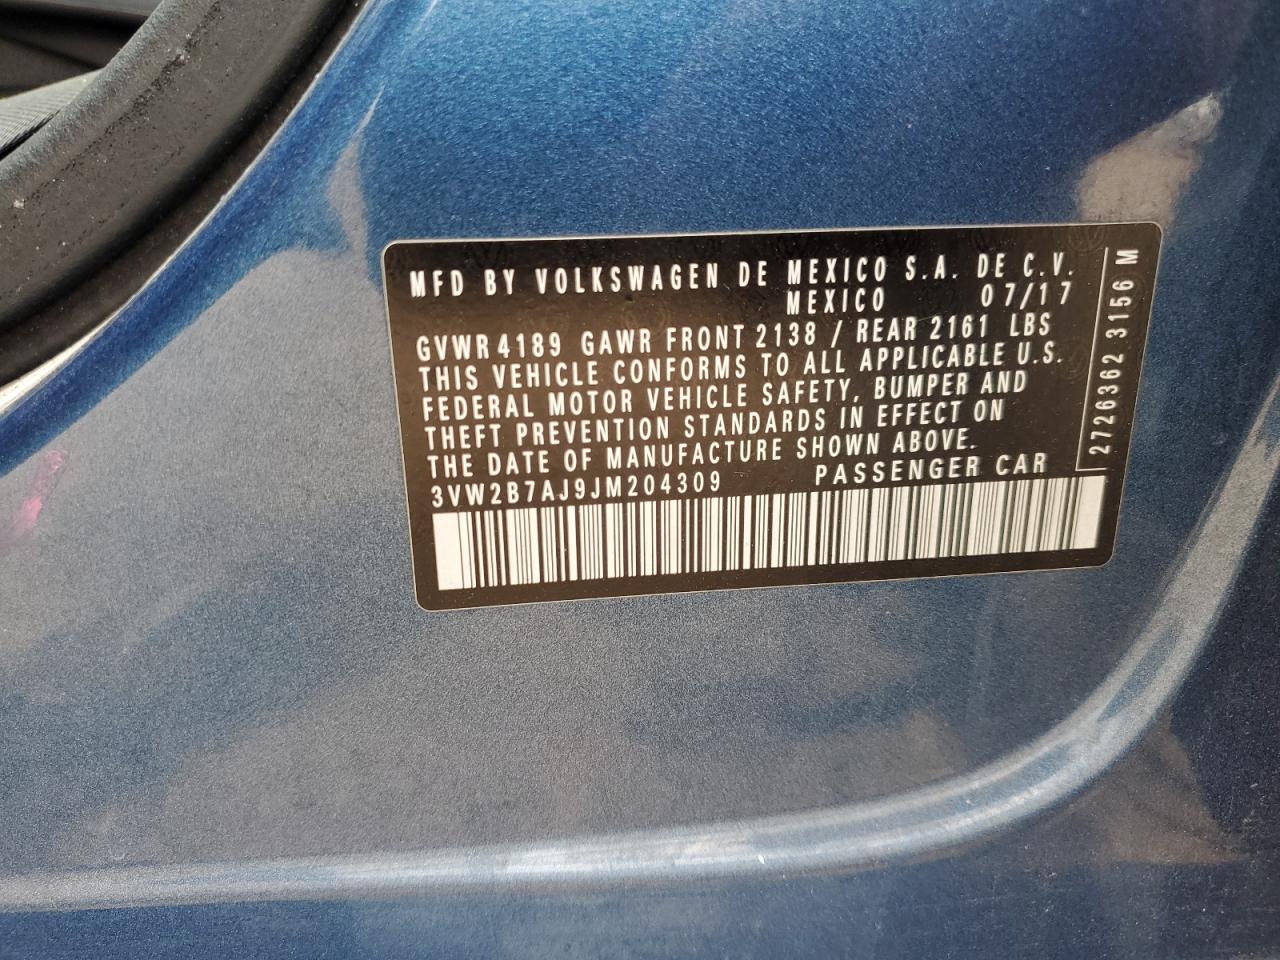 MFD BY VOLKSWAGEN DE MEXICO S.A. DE C.V.
MEXICO 07/17
GVWR 4189 GAWR FRONT 2138 / REAR 2161 LBS
THIS VEHICLE CONFORMS TO ALL APPLICABLE U.S.
FEDERAL MOTOR VEHICLE SAFETY, BUMPER AND
THEFT PREVENTION STANDARDS IN EFFECT ON
THE DATE OF MANUFACTURE SHOWN ABOVE.
3VW2B7AJ9JM204309 PASSENGER CAR
2726362 3156 M